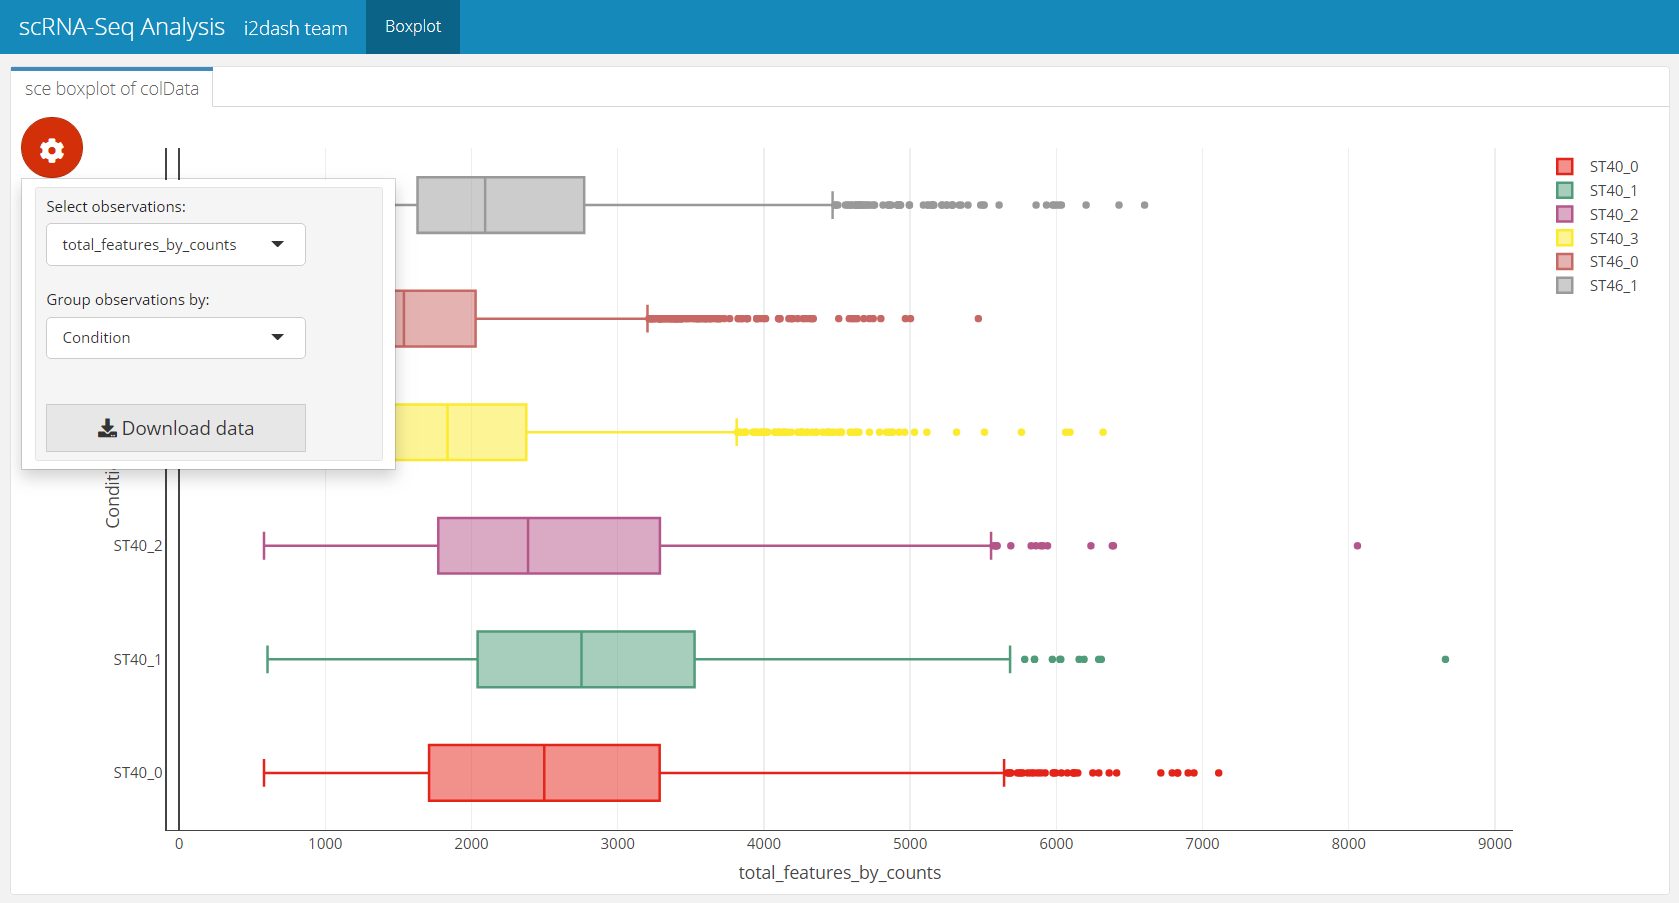 scRNA-Seq Analysis i2dash team Boxplot
sce boxplot of colData
Select observations:
total_features_by_counts
Group observations by:
Condition
Download data
Conditi
ST40_2
ST40_1
ST40_0
0 1000 2000 3000 4000 5000 6000 7000 8000 9000
total_features_by_counts
ST40_0
ST40_1
ST40_2
ST40_3
ST46_0
ST46_1